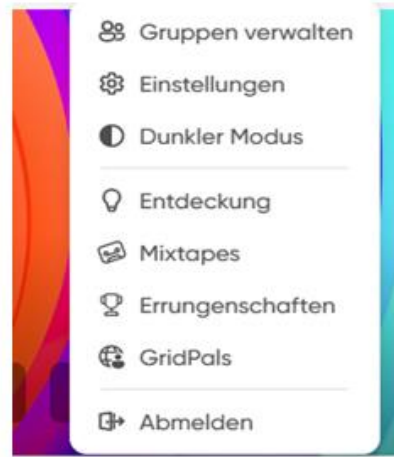 Gruppen verwalten
Einstellungen
Dunkler Modus
Entdeckung
Mixtapes
Errungenschaften
GridPals
Abmelden